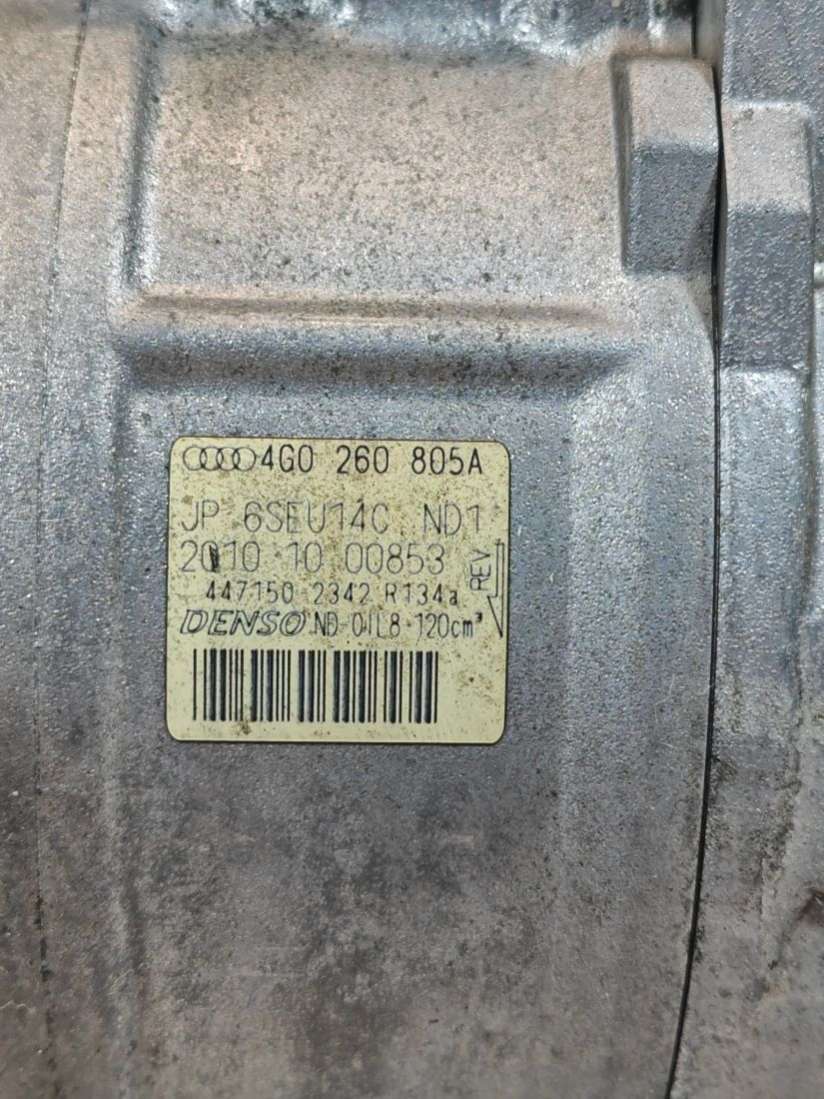 4G0 260 805A
JP 6SEU14C ND1
2010 10 00853
447150 2342 R134a
DENSO ND-OIL8 120cm³
REV